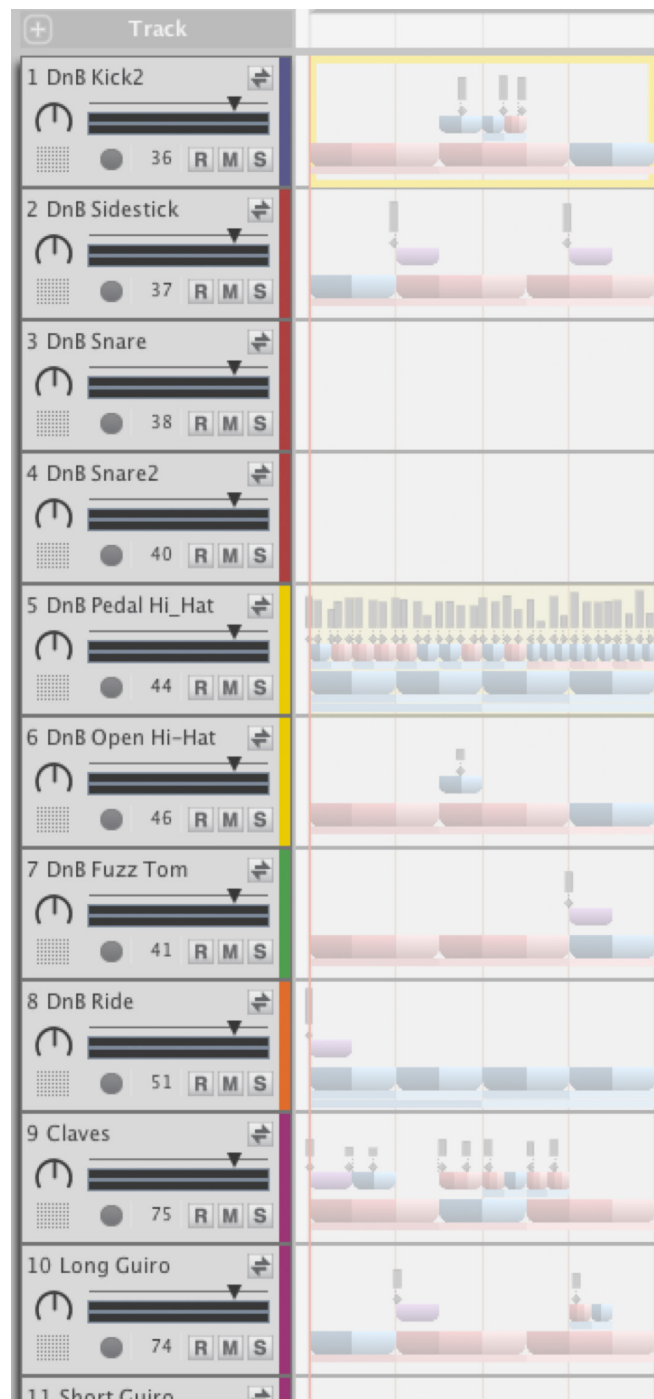 Track
1 DnB Kick2
36 R M S
2 DnB Sidestick
37 R M S
3 DnB Snare
38 R M S
4 DnB Snare2
40 R M S
5 DnB Pedal Hi_Hat
44 R M S
6 DnB Open Hi-Hat
46 R M S
7 DnB Fuzz Tom
41 R M S
8 DnB Ride
51 R M S
9 Claves
75 R M S
10 Long Guiro
74 R M S
11 Short Guiro